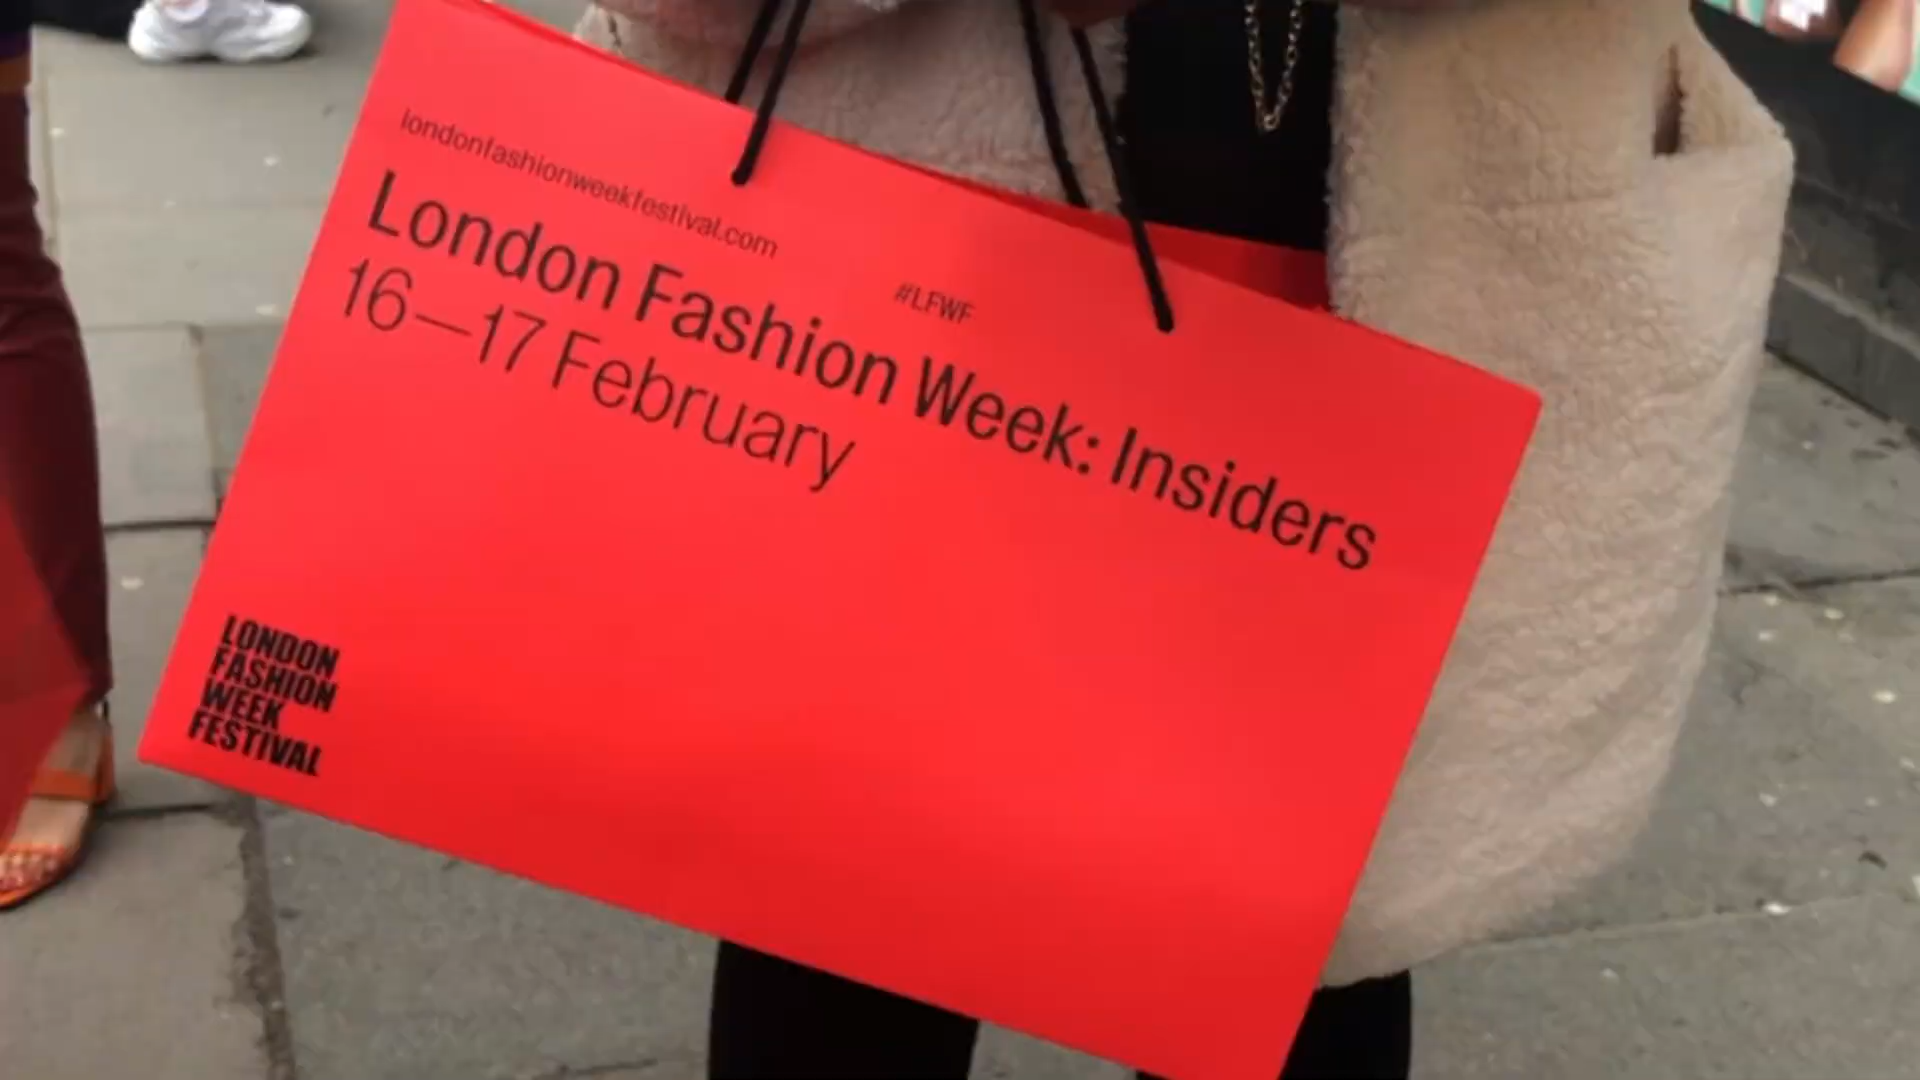 londonfashionweekfestival.com
#LFWF
London Fashion Week: Insiders
16—17 February
LONDON
FASHION
WEEK
FESTIVAL